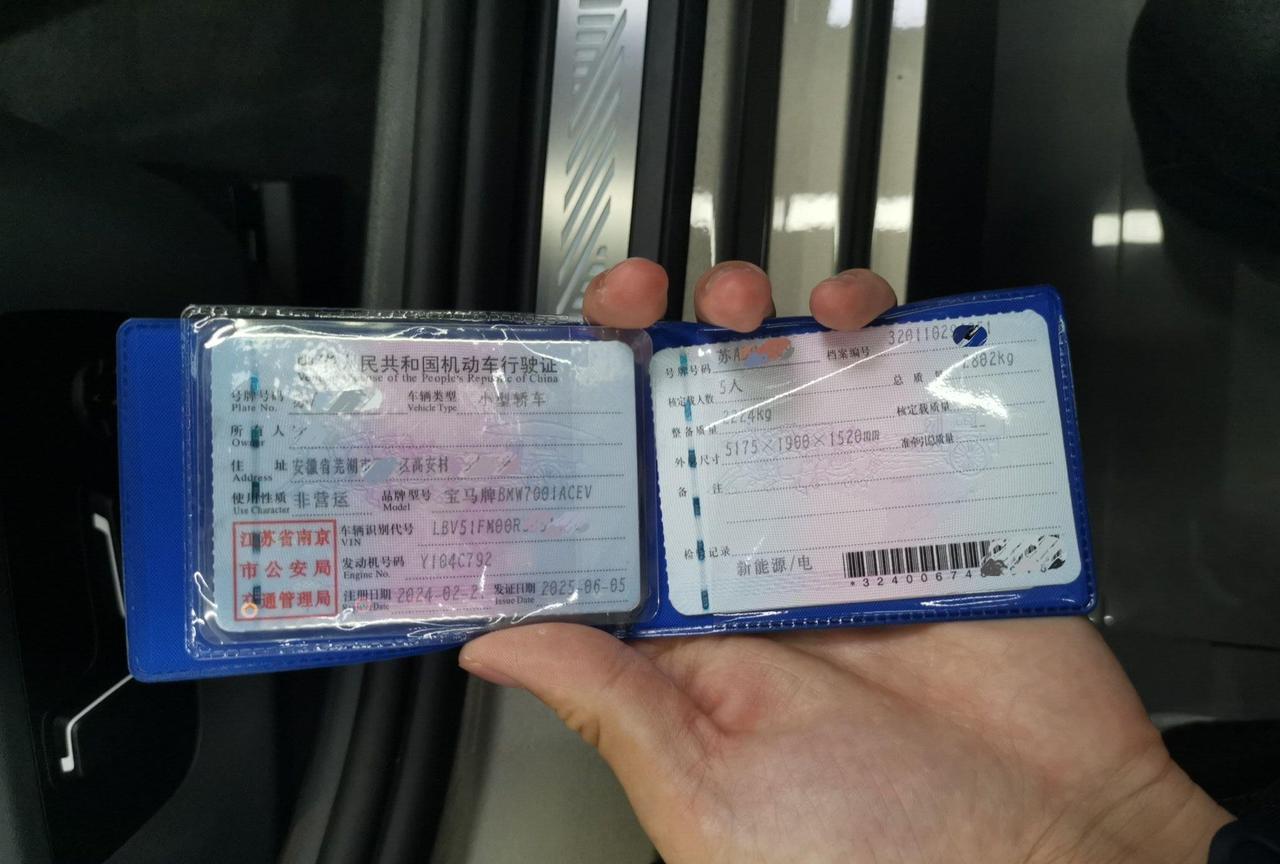 民共和国机动车行驶证
of the People's Republic of China
号牌号码 车辆类型 小型轿车
Plate No. Vehicle Type
所有人
Owner
住址 安徽省芜湖市 区高安村
Address
使用性质 非营运 品牌型号 宝马牌BMW7001ACEV
Use Character Model
江苏省南京
市公安局
交通管理局
车辆识别代号 LBV51FM00R
VIN
发动机号码 Y104C792
Engine No.
注册日期 2024-02-21 发证日期 2025-06-05
Issue Date
号牌号码 苏A 档案编号 32011029
核定载人数 5人 总质量 802kg
整备质量 2224kg 核定载质量
外 尺寸 5175×1900×1520mm 准牵引总质量
备注
检 记录
新能源/电
*32400674